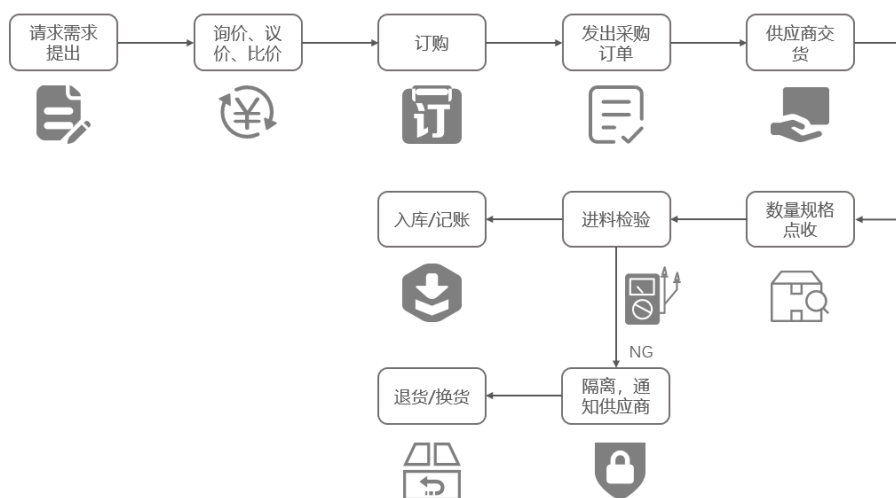 请求需求
提出
询价、议
价、比价
订购
发出采购
订单
供应商交
货
订
入库/记账
进料检验
数量规格
点收
NG
退货/换货
隔离，通
知供应商